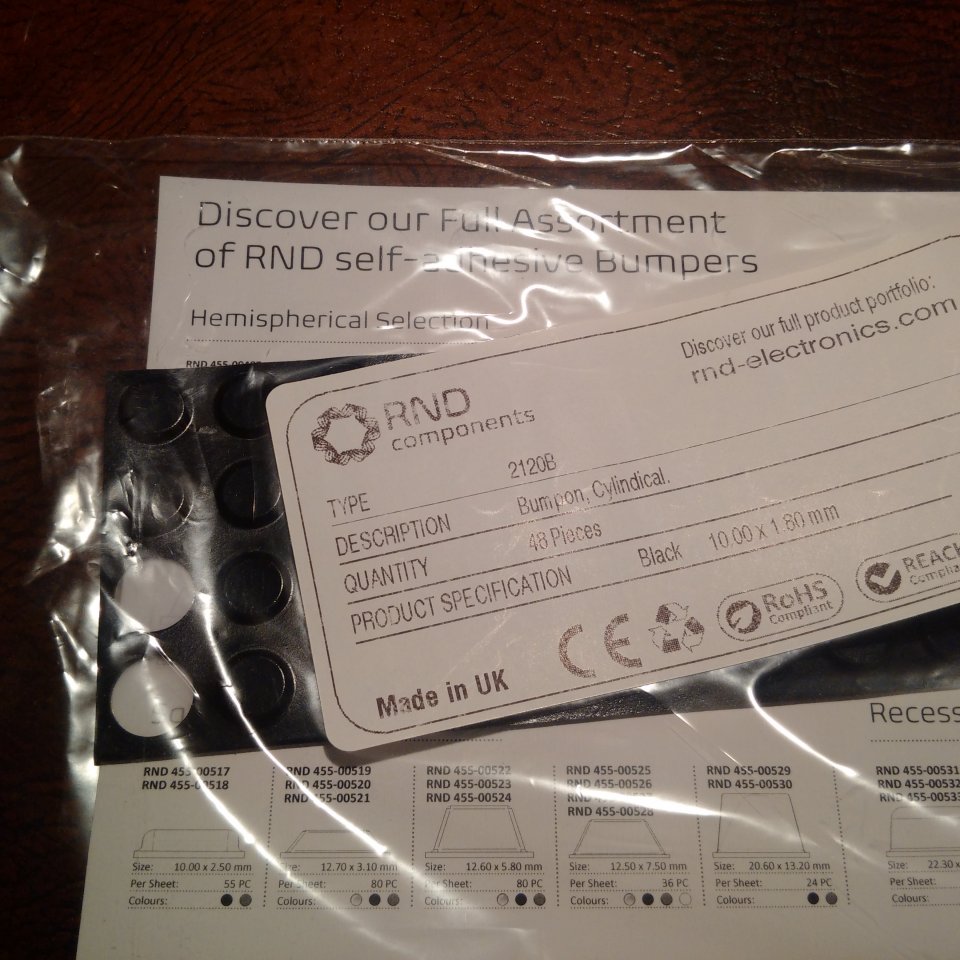 Discover our Full Assortment
of RND self-adhesive Bumpers
Hemispherical Selection
Discover our full product portfolio:
rnd-electronics.com
RND
components
TYPE 2120B
DESCRIPTION Bumpon, Cylindical.
QUANTITY 48 Pieces
PRODUCT SPECIFICATION Black 10.00 x 1.80 mm
Made in UK CE RoHS Compliant REACH
Recess
RND 455-00517 RND 455-00519 RND 455-00522 RND 455-00525 RND 455-00529 RND 455-00531
RND 455-00518 RND 455-00520 RND 455-00523 RND 455-00526 RND 455-00530 RND 455-00532
RND 455-00521 RND 455-00524 RND 455-00533
RND 455-00528
Size: 10.00 x 2.50 mm Size: 12.70 x 3.10 mm Size: 12.60 x 5.80 mm Size: 12.50 x 7.50 mm Size: 20.60 x 13.20 mm Size: 22.30 x
Per Sheet: 55 PC Per Sheet: 80 PC Per Sheet: 80 PC Per Sheet: 36 PC Per Sheet: 24 PC Per Sheet:
Colours: Colours: Colours: Colours: Colours: Colours: